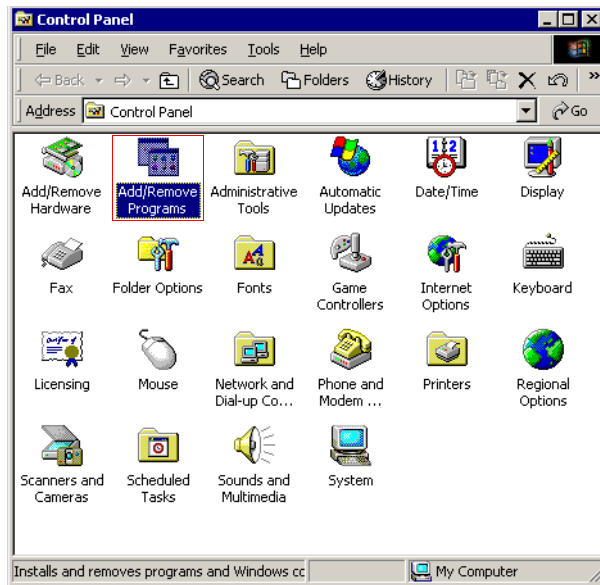 Control Panel
File Edit View Favorites Tools Help
Back Search Folders History »
Address Control Panel Go
Add/Remove Hardware
Add/Remove Programs
Administrative Tools
Automatic Updates
Date/Time
Display
Fax
Folder Options
Fonts
Game Controllers
Internet Options
Keyboard
Licensing
Mouse
Network and Dial-up Co...
Phone and Modem ...
Printers
Regional Options
Scanners and Cameras
Scheduled Tasks
Sounds and Multimedia
System
Installs and removes programs and Windows cc My Computer